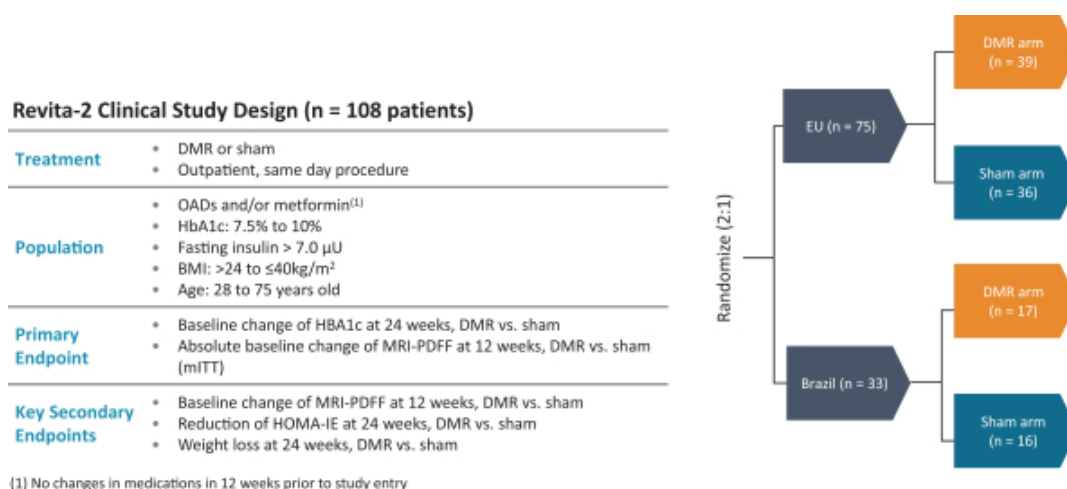 Revita-2 Clinical Study Design (n = 108 patients)
Treatment
• DMR or sham
• Outpatient, same day procedure
Population
• OADs and/or metformin(1)
• HbA1c: 7.5% to 10%
• Fasting insulin > 7.0 µU
• BMI: >24 to ≤40kg/m²
• Age: 28 to 75 years old
Primary
Endpoint
• Baseline change of HBA1c at 24 weeks, DMR vs. sham
• Absolute baseline change of MRI-PDFF at 12 weeks, DMR vs. sham
(mITT)
Key Secondary
Endpoints
• Baseline change of MRI-PDFF at 12 weeks, DMR vs. sham
• Reduction of HOMA-IE at 24 weeks, DMR vs. sham
• Weight loss at 24 weeks, DMR vs. sham
(1) No changes in medications in 12 weeks prior to study entry
Randomize (2:1)
EU (n = 75)
DMR arm
(n = 39)
Sham arm
(n = 36)
Brazil (n = 33)
DMR arm
(n = 17)
Sham arm
(n = 16)